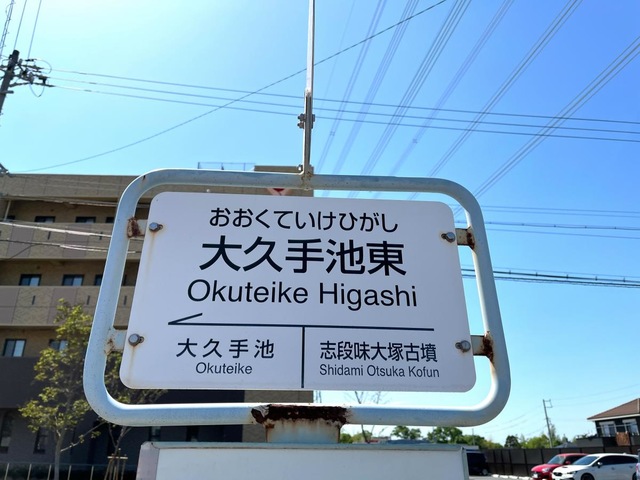 おおくていけひがし
大久手池東
Okuteike Higashi
大久手池
Okuteike
志段味大塚古墳
Shidami Otsuka Kofun